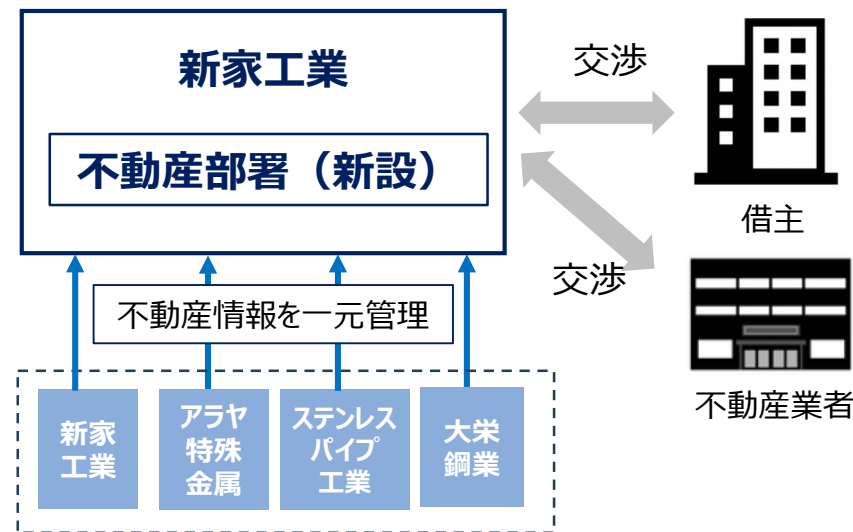 新家工業
不動産部署（新設）
交渉
借主
交渉
不動産業者
不動産情報を一元管理
新家
工業
アラヤ
特殊
金属
ステンレス
パイプ
工業
大栄
鋼業